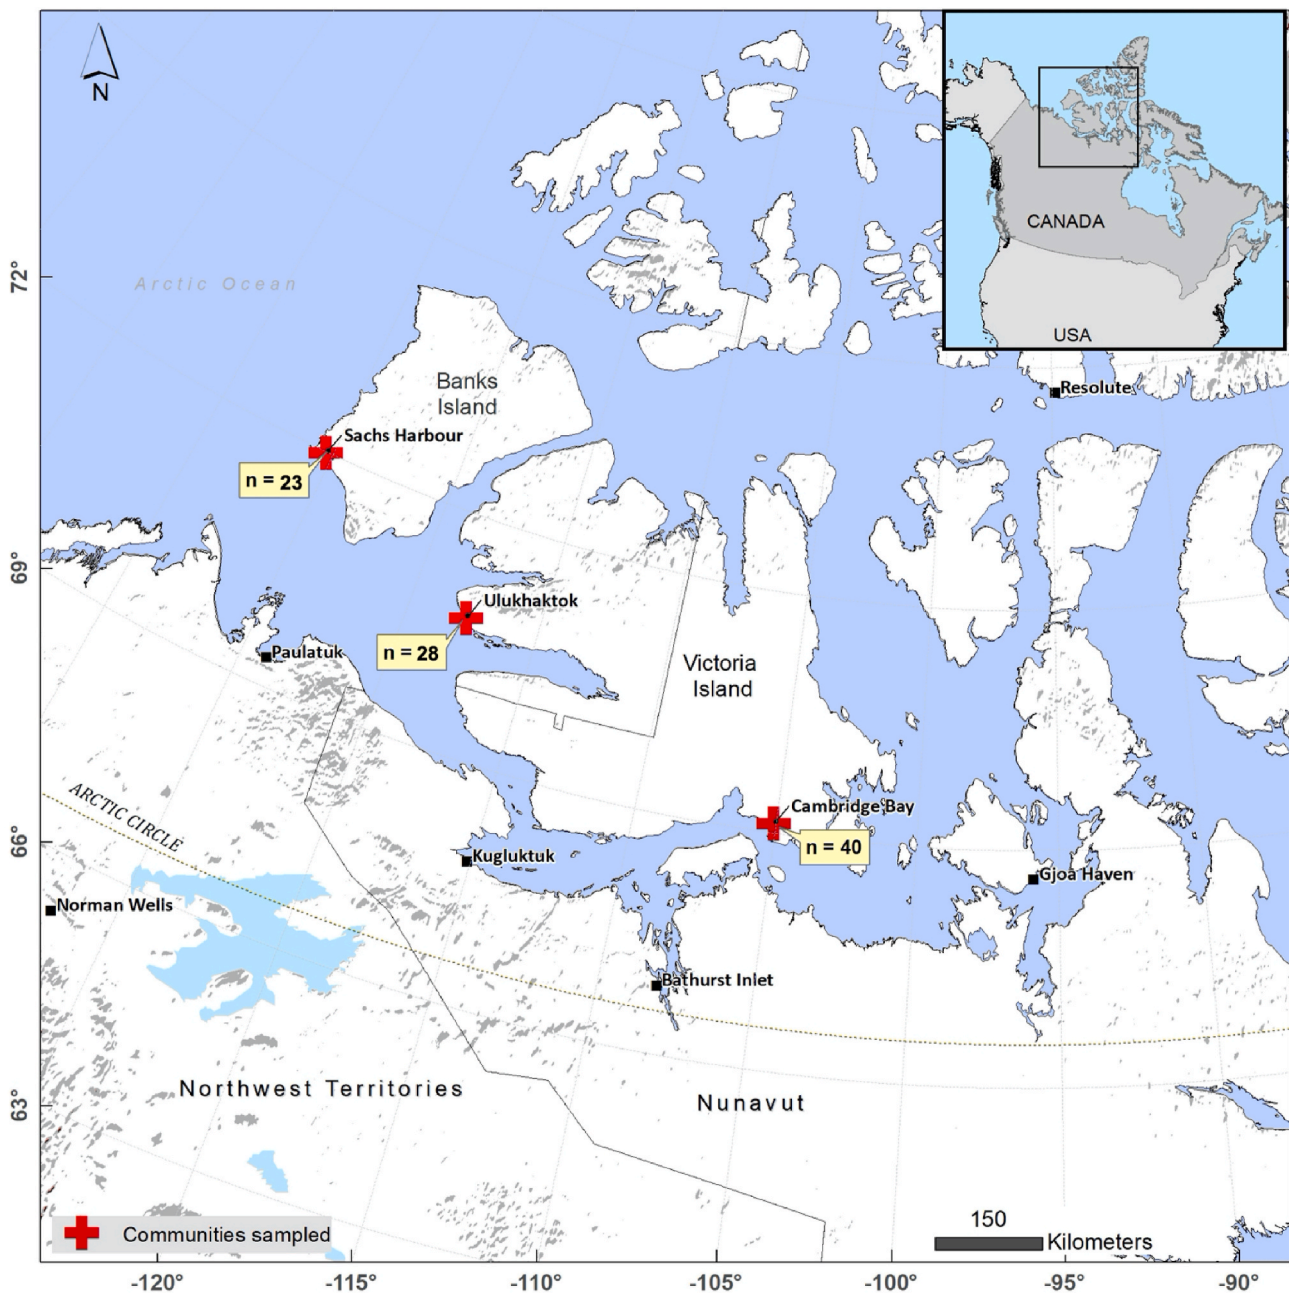 N
CANADA
USA
72°
Arctic Ocean
Banks
Island
Resolute
Sachs Harbour
n = 23
69°
Ulukhaktok
n = 28
Paulatuk
Victoria
Island
ARCTIC CIRCLE
Cambridge Bay
n = 40
66°
Kugluktuk
Gjoa Haven
Norman Wells
Bathurst Inlet
Northwest Territories
Nunavut
63°
Communities sampled
150
Kilometers
-120° -115° -110° -105° -100° -95° -90°